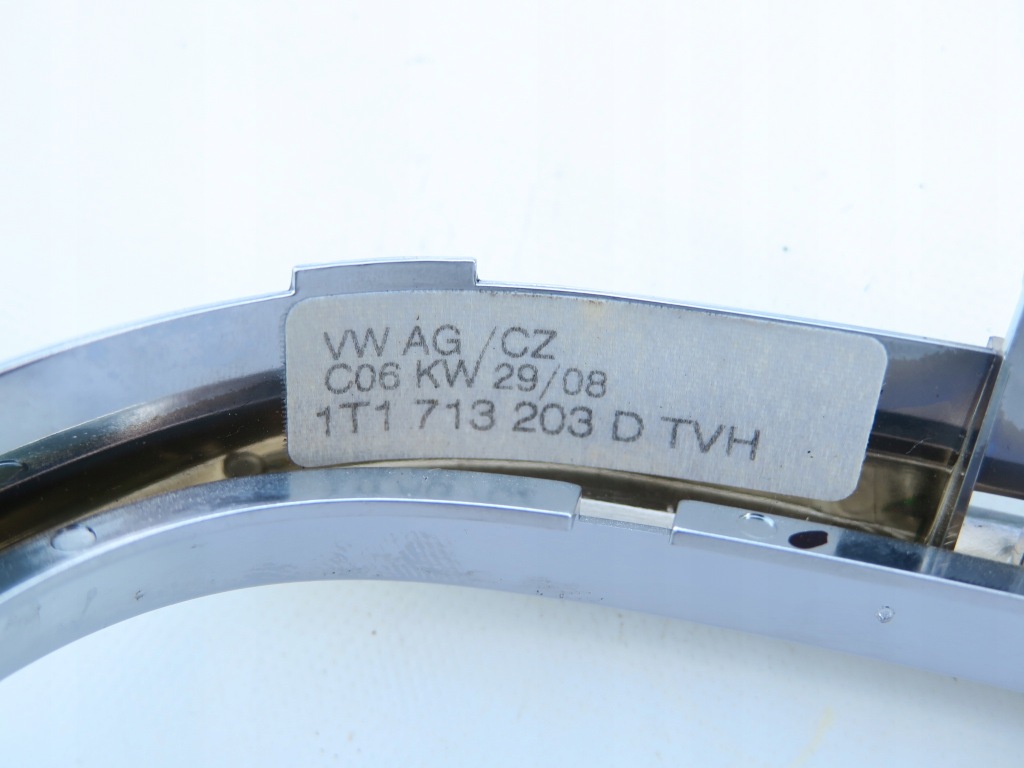 VW AG /CZ
C06 KW 29/08
1T1 713 203 D TVH